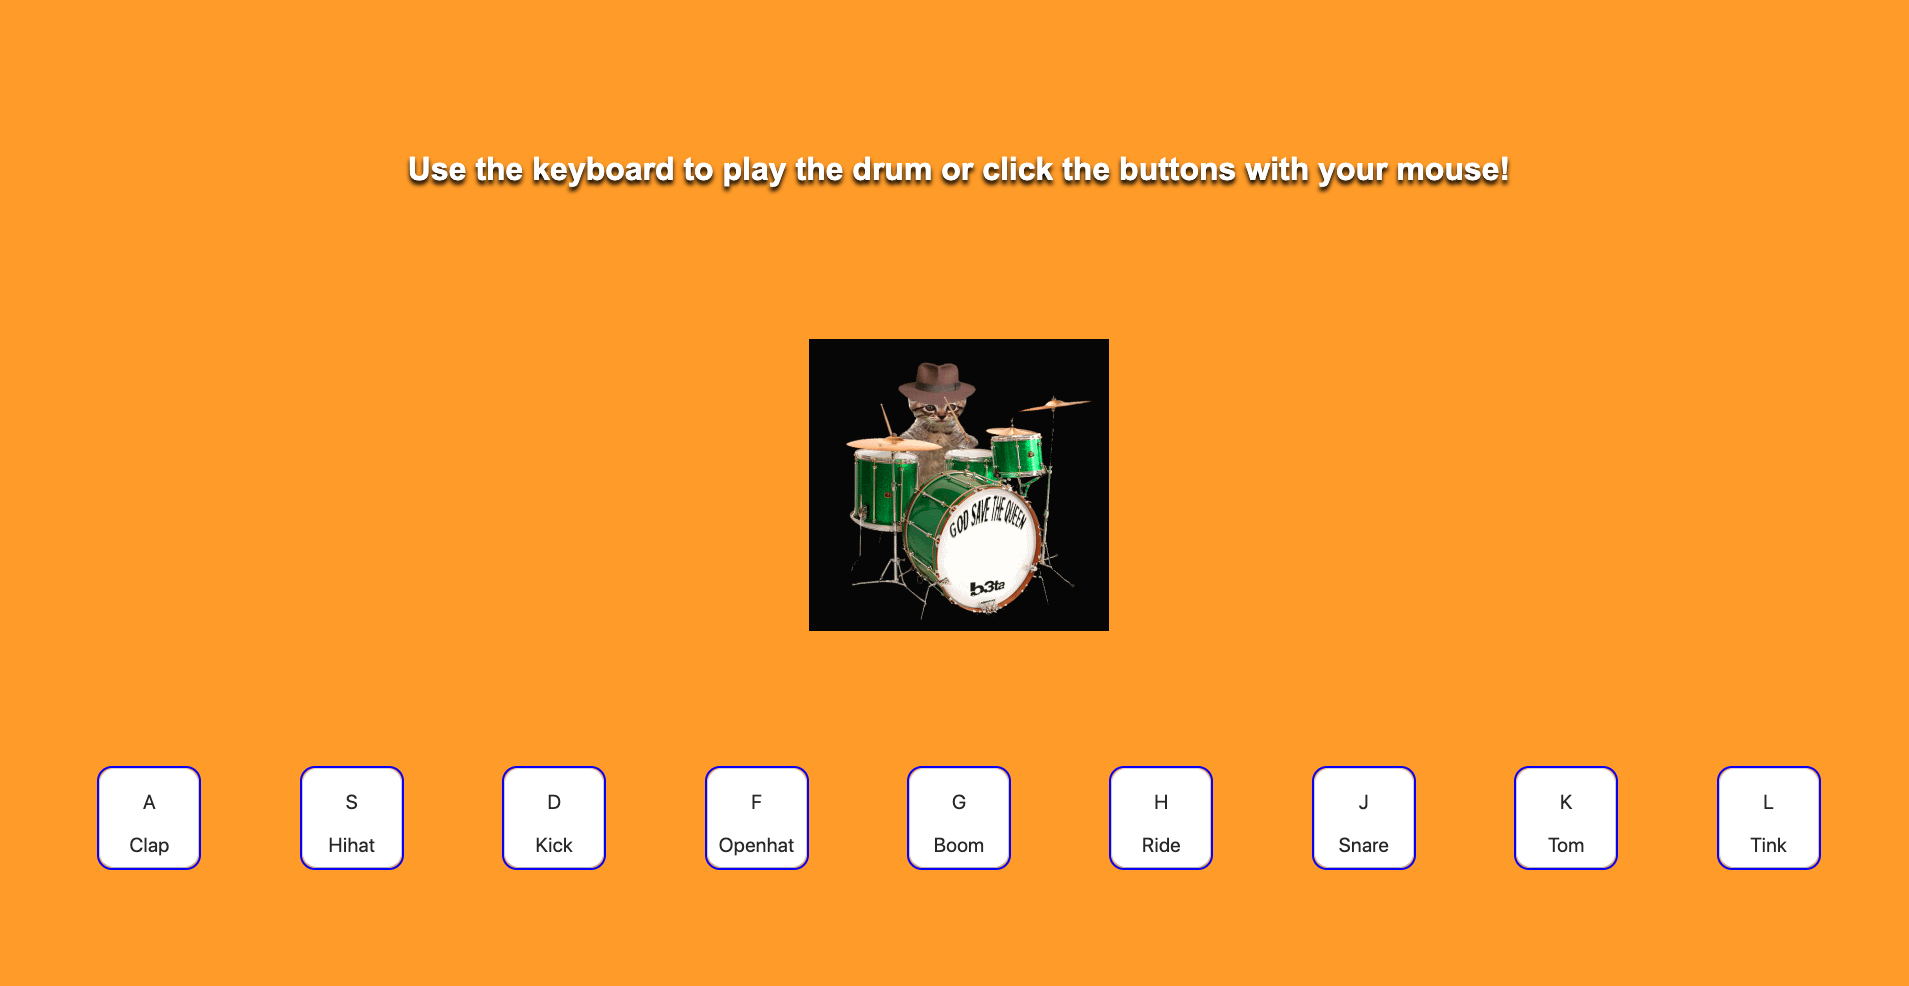 Use the keyboard to play the drum or click the buttons with your mouse!
GOD SAVE THE QUEEN
b3ta
A
Clap
S
Hihat
D
Kick
F
Openhat
G
Boom
H
Ride
J
Snare
K
Tom
L
Tink